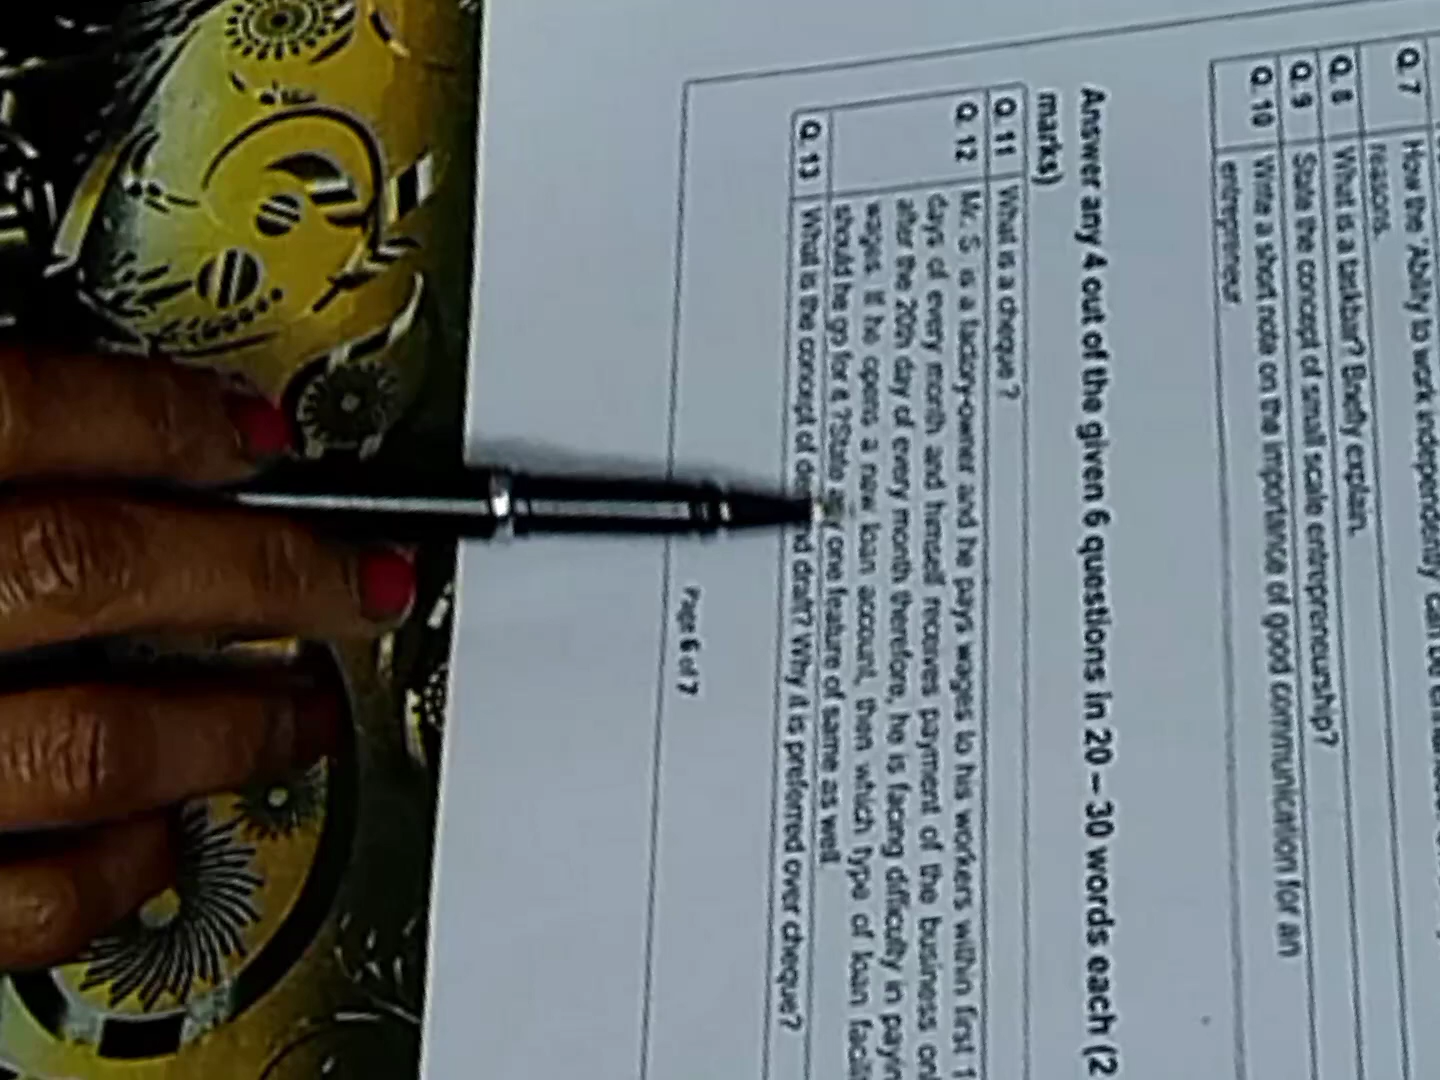 Q.7 How the 'Ability to work independently can be
reasons.
Q.8 What is a taskbar? Briefly explain.
Q.9 State the concept of small scale entrepreneurship?
Q.10 Write a short note on the importance of good communication for an
entrepreneur.
Answer any 4 out of the given 6 questions in 20 – 30 words each (2
marks)
Q.11 What is a cheque ?
Q.12 Mr. S. is a factory-owner and he pays wages to his workers within first 1
days of every month and himself receives payment of the business onl
after the 20th day of every month therefore, he is facing difficulty in payin
wages. If he opens a new loan account, then which type of loan facili
should he go for it ?State any one feature of same as well.
Q.13 What is the concept of demand draft? Why it is preferred over cheque?
Page 6 of 7